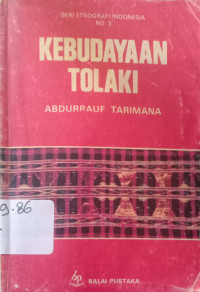 SERI ETNOGRAFI INDONESIA
NO 3
KEBUDAYAAN
TOLAKI
ABDURRAUF TARIMANA
9-86
BALAI PUSTAKA